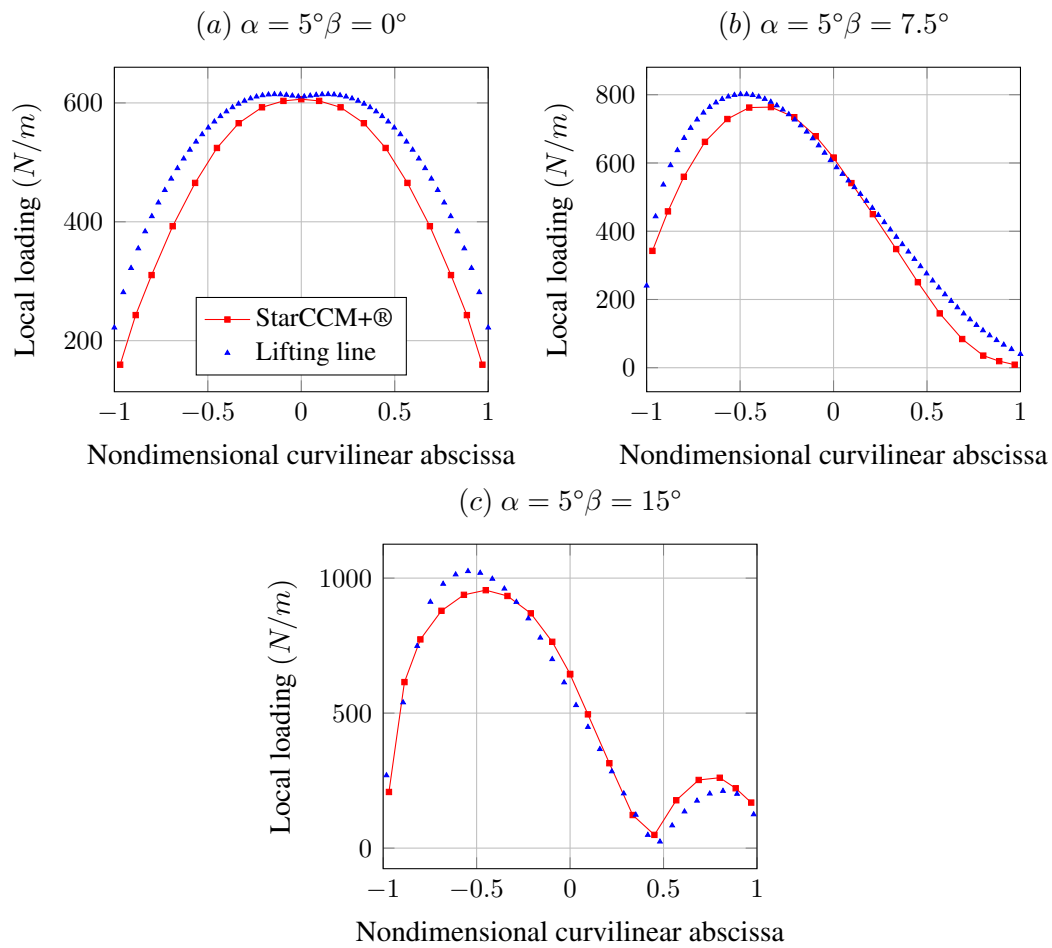 (a) α = 5°β = 0°
600
400
200
Local loading (N/m)
StarCCM+®
Lifting line
−1 −0.5 0 0.5 1
Nondimensional curvilinear abscissa
(b) α = 5°β = 7.5°
800
600
400
200
0
Local loading (N/m)
−1 −0.5 0 0.5 1
Nondimensional curvilinear abscissa
(c) α = 5°β = 15°
1000
500
0
Local loading (N/m)
−1 −0.5 0 0.5 1
Nondimensional curvilinear abscissa